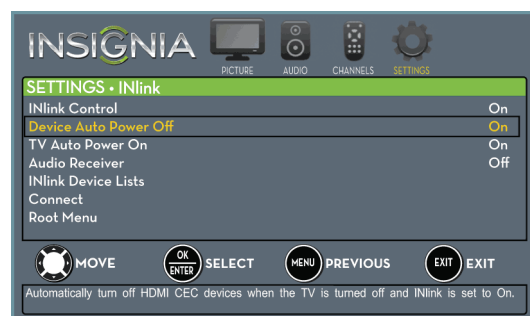 INSIGNIA
PICTURE AUDIO CHANNELS SETTINGS
SETTINGS • INlink
INlink Control On
Device Auto Power Off On
TV Auto Power On On
Audio Receiver Off
INlink Device Lists
Connect
Root Menu
MOVE OK ENTER SELECT MENU PREVIOUS EXIT EXIT
Automatically turn off HDMI CEC devices when the TV is turned off and INlink is set to On.